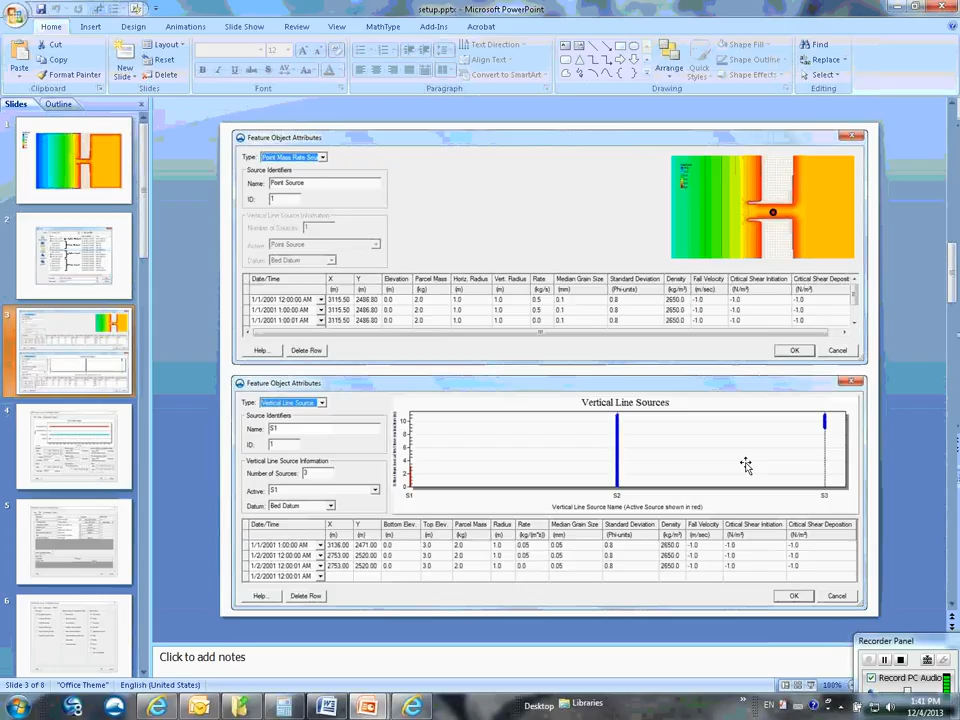 setup.pptx - Microsoft PowerPoint
Home Insert Design Animations Slide Show Review View MathType Add-Ins Acrobat
Paste Cut Copy Format Painter New Slide Layout Reset Delete Text Direction Align Text Convert to SmartArt Arrange Quick Styles Shape Fill Shape Outline Shape Effects Find Replace Select
Clipboard Slides Font Paragraph Drawing Editing
Slides Outline
1
2
3
4
5
6
Feature Object Attributes
Type: Point Mass Rate Sou
Source Identifiers
Name: Point Source
ID: 1
Vertical Line Source Information
Number of Sources: 1
Active: Point Source
Datum: Bed Datum
Date/Time X Y Elevation Parcel Mass Horiz. Radius Vert. Radius Rate Median Grain Size Standard Deviation Density Fall Velocity Critical Shear Initiation Critical Shear Deposit
(m) (m) (m) (kg) (m) (m) (kg/s) (mm) (Phi-units) (kg/m³) (m/sec) (N/m²) (N/m²)
1/1/2001 12:00:00 AM 3115.50 2486.80 0.0 2.0 1.0 1.0 0.5 0.1 0.8 2650.0 -1.0 -1.0 -1.0
1/1/2001 1:00:00 AM 3115.50 2486.80 0.0 2.0 1.0 1.0 0.5 0.1 0.8 2650.0 -1.0 -1.0 -1.0
1/1/2001 1:00:01 AM 3115.50 2486.80 0.0 2.0 1.0 1.0 0.0 0.1 0.8 2650.0 -1.0 -1.0 -1.0
Help... Delete Row OK Cancel
Feature Object Attributes
Type: Vertical Line Source
Source Identifiers
Name: S1
ID: 1
Vertical Line Source Information
Number of Sources: 3
Active: S1
Datum: Bed Datum
Vertical Line Sources
10
8
6
4
2
0
S1 S2 S3
Vertical Line Source Name (Active Source shown in red)
Date/Time X Y Bottom Elev. Top Elev. Parcel Mass Radius Rate Median Grain Size Standard Deviation Density Fall Velocity Critical Shear Initiation Critical Shear Deposition
(m) (m) (m) (m) (kg) (m) (kg/(m*s)) (mm) (Phi-units) (kg/m³) (m/sec) (N/m²) (N/m²)
1/1/2001 1:00:00 AM 3136.00 2471.00 0.0 3.0 2.0 1.0 0.05 0.05 0.8 2650.0 -1.0 -1.0 -1.0
1/2/2001 12:00:00 AM 2753.00 2520.00 0.0 3.0 2.0 1.0 0.05 0.05 0.8 2650.0 -1.0 -1.0 -1.0
1/2/2001 12:00:01 AM 2753.00 2520.00 0.0 3.0 2.0 1.0 0.0 0.05 0.8 2650.0 -1.0 -1.0 -1.0
1/2/2001 12:00:01 AM
Help... Delete Row OK Cancel
Click to add notes
Recorder Panel
Record PC Audio
Slide 3 of 8 "Office Theme" English (United States) 100%
Desktop Libraries EN 1:41 PM
12/4/2013